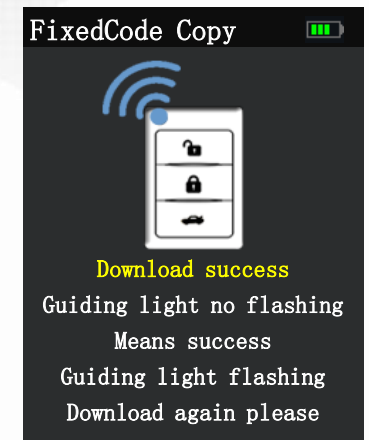 FixedCode Copy
Download success
Guiding light no flashing
Means success
Guiding light flashing
Download again please